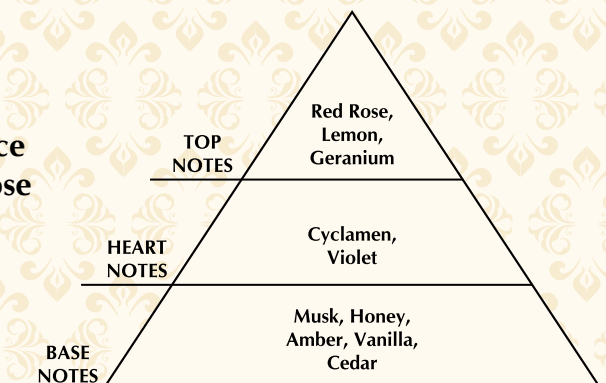 Red Rose,
Lemon,
Geranium
TOP
NOTES
Cyclamen,
Violet
HEART
NOTES
Musk, Honey,
Amber, Vanilla,
Cedar
BASE
NOTES